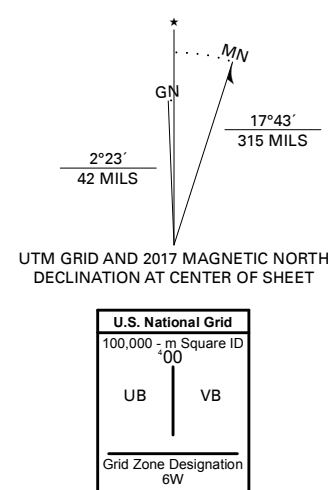 ★
MN
GN
17°43´
315 MILS
2°23´
42 MILS
UTM GRID AND 2017 MAGNETIC NORTH
DECLINATION AT CENTER OF SHEET
U.S. National Grid
100,000 - m Square ID
⁴00
UB VB
Grid Zone Designation
6W